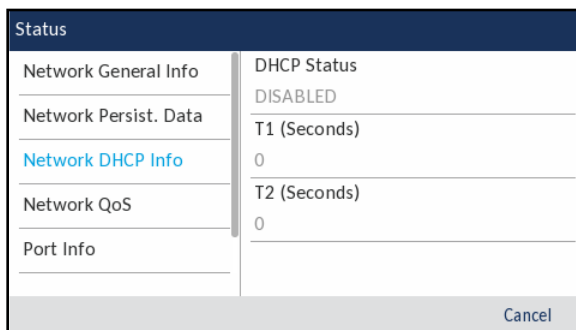 Status
Network General Info
Network Persist. Data
Network DHCP Info
Network QoS
Port Info
DHCP Status
DISABLED
T1 (Seconds)
0
T2 (Seconds)
0
Cancel